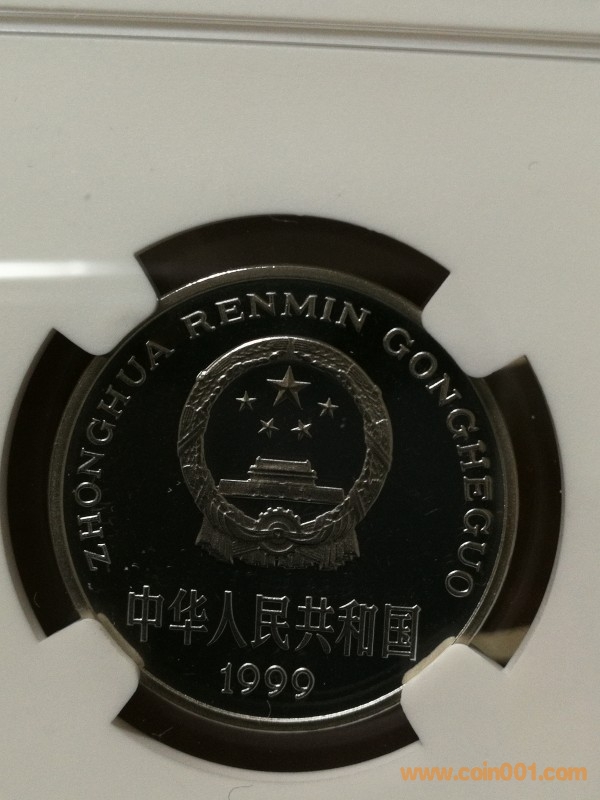 ZHONGHUA RENMIN GONGHEGUO
中华人民共和国
1999
www.coin001.com